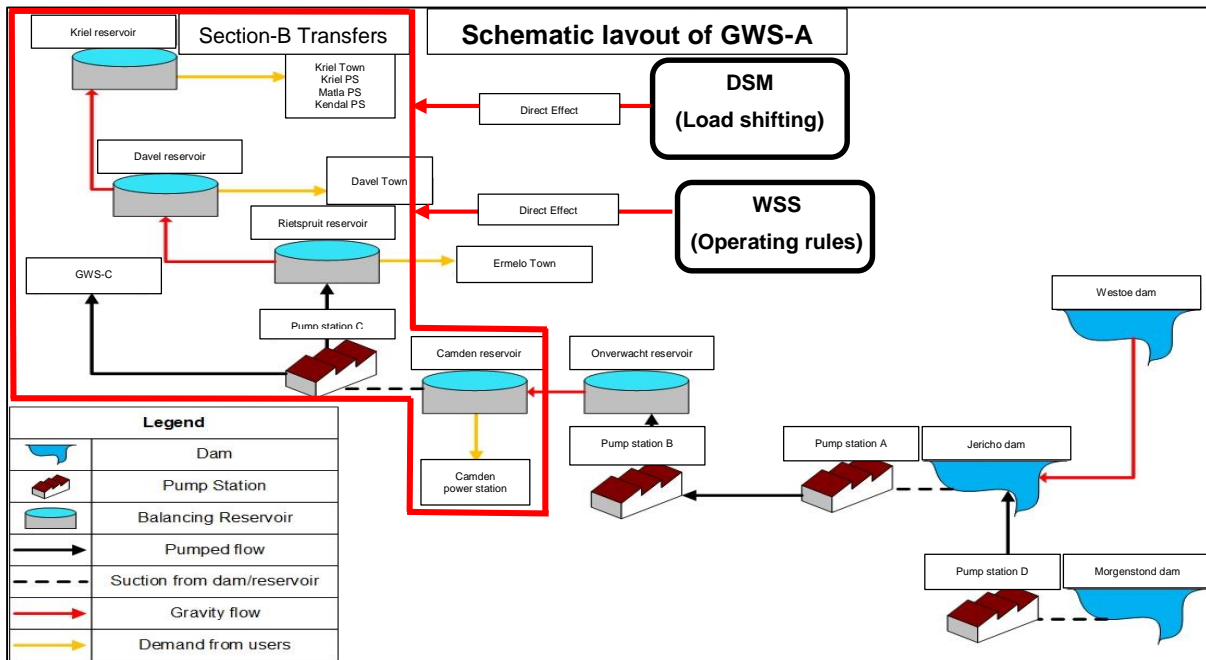 Kriel reservoir
Section-B Transfers
Schematic layout of GWS-A
Kriel Town
Kriel PS
Matla PS
Kendal PS
Direct Effect
DSM
(Load shifting)
Davel reservoir
Davel Town
Direct Effect
WSS
(Operating rules)
Rietspruit reservoir
Ermelo Town
GWS-C
Westoe dam
Pump station C
Camden reservoir
Onverwacht reservoir
Pump station B
Pump station A
Jericho dam
Camden
power station
Pump station D
Morgenstond dam
Legend
Dam
Pump Station
Balancing Reservoir
Pumped flow
Suction from dam/reservoir
Gravity flow
Demand from users